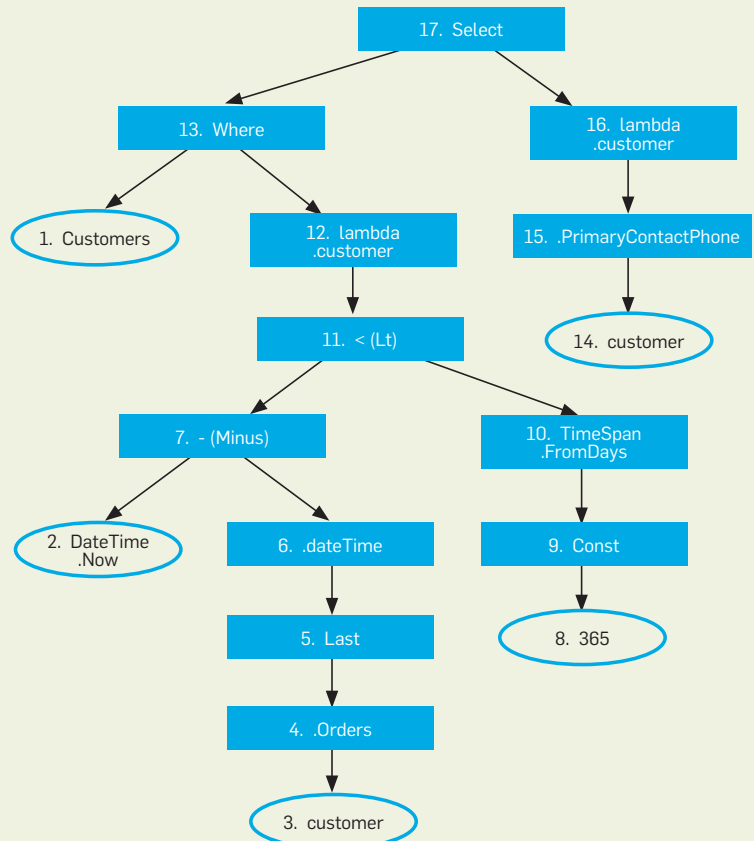 17. Select
13. Where
16. lambda
.customer
1. Customers
12. lambda
.customer
15. .PrimaryContactPhone
11. < (Lt)
14. customer
7. - (Minus)
10. TimeSpan
.FromDays
2. DateTime
.Now
6. .dateTime
9. Const
5. Last
8. 365
4. .Orders
3. customer